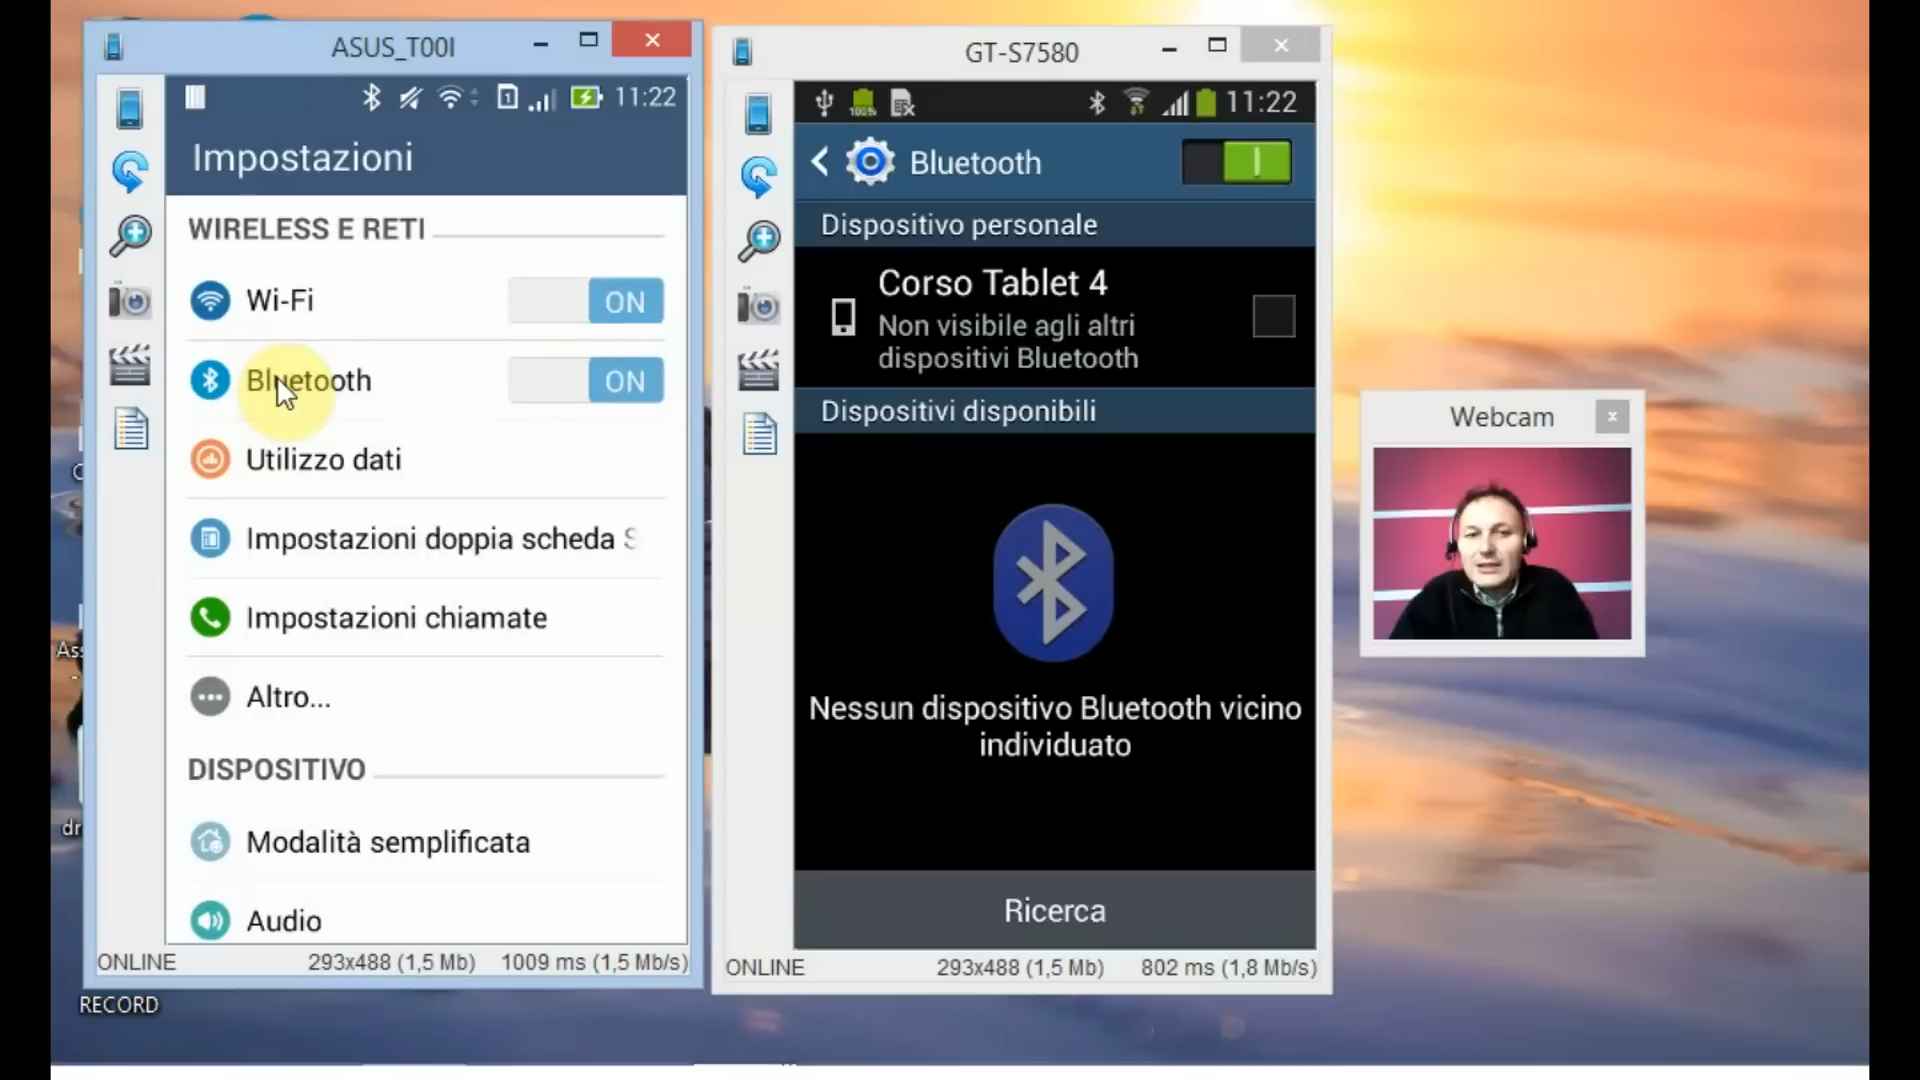 ASUS_T00I
11:22
Impostazioni
WIRELESS E RETI
Wi-Fi
ON
Bluetooth
ON
Utilizzo dati
Impostazioni doppia scheda S
Impostazioni chiamate
Altro...
DISPOSITIVO
Modalità semplificata
Audio
ONLINE
293x488 (1,5 Mb)
1009 ms (1,5 Mb/s)
RECORD
GT-S7580
100%
11:22
Bluetooth
Dispositivo personale
Corso Tablet 4
Non visibile agli altri
dispositivi Bluetooth
Dispositivi disponibili
Nessun dispositivo Bluetooth vicino
individuato
Ricerca
ONLINE
293x488 (1,5 Mb)
802 ms (1,8 Mb/s)
Webcam
C
Ass
dr